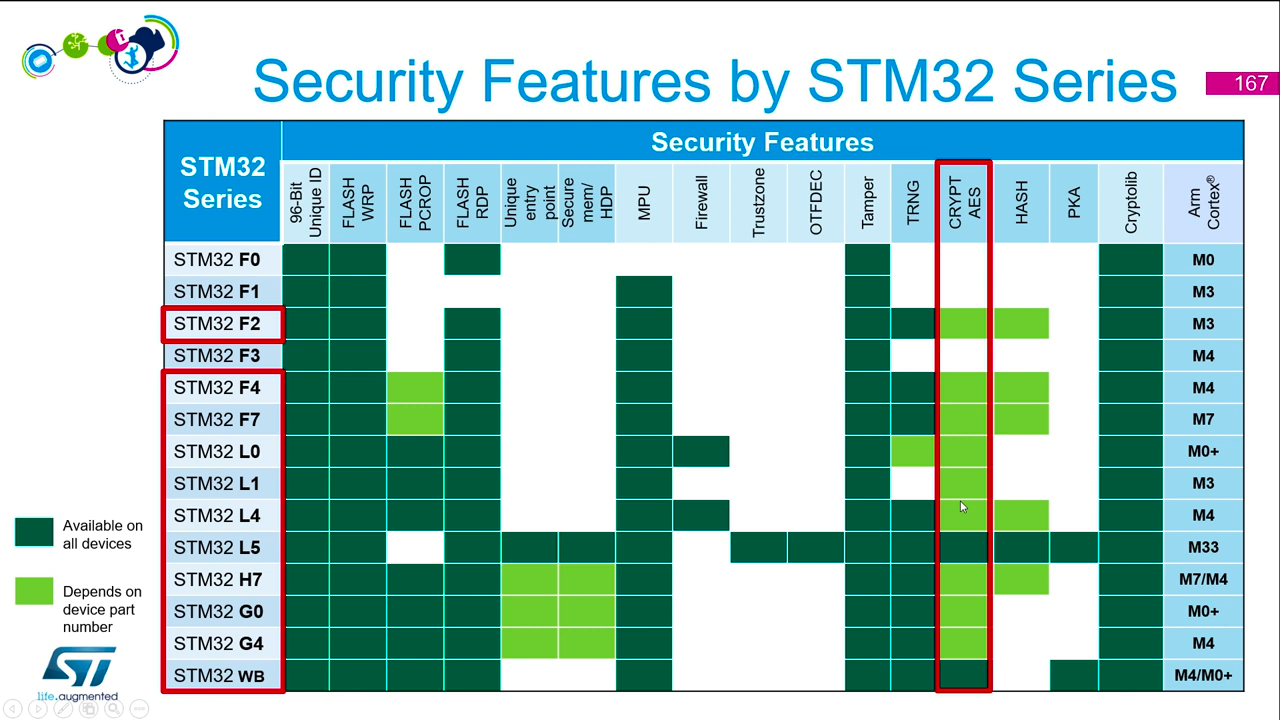 Security Features by STM32 Series
167
STM32
Series
Security Features
96-Bit
Unique ID
FLASH
WRP
FLASH
PCROP
FLASH
RDP
Unique
entry
point
Secure
mem/
HDP
MPU
Firewall
Trustzone
OTFDEC
Tamper
TRNG
CRYPT
AES
HASH
PKA
Cryptolib
Arm
Cortex®
STM32 F0
M0
STM32 F1
M3
STM32 F2
M3
STM32 F3
M4
STM32 F4
M4
STM32 F7
M7
STM32 L0
M0+
STM32 L1
M3
STM32 L4
M4
STM32 L5
M33
STM32 H7
M7/M4
STM32 G0
M0+
STM32 G4
M4
STM32 WB
M4/M0+
Available on
all devices
Depends on
device part
number
ST
life.augmented